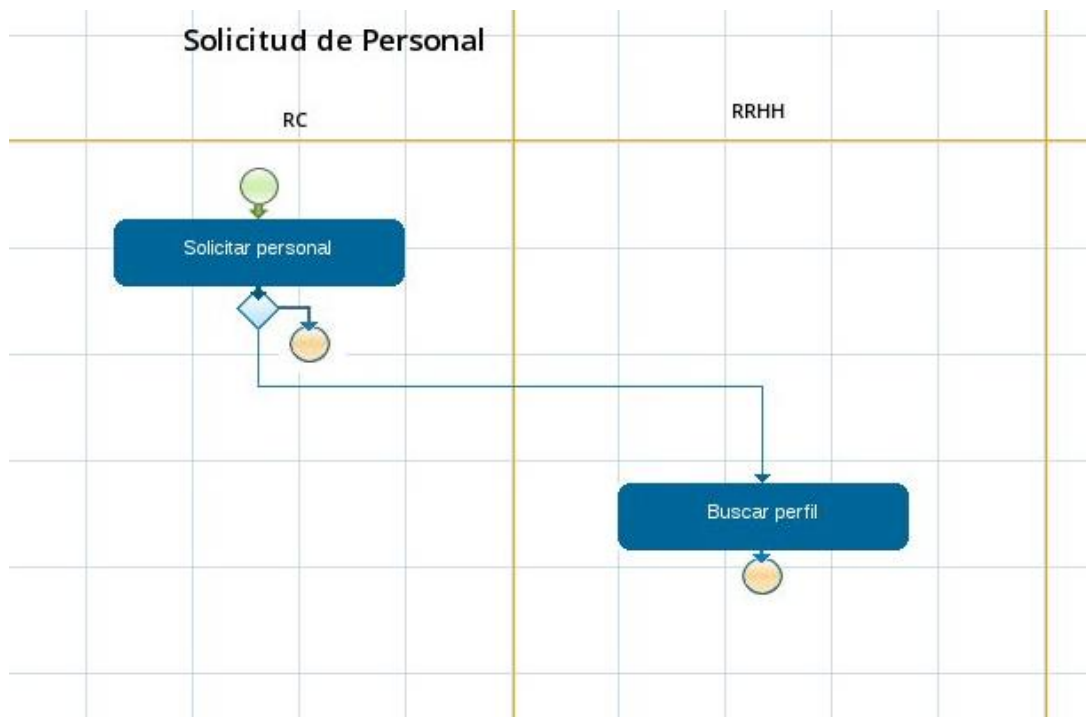 Solicitud de Personal
RC
RRHH
Solicitar personal
Buscar perfil